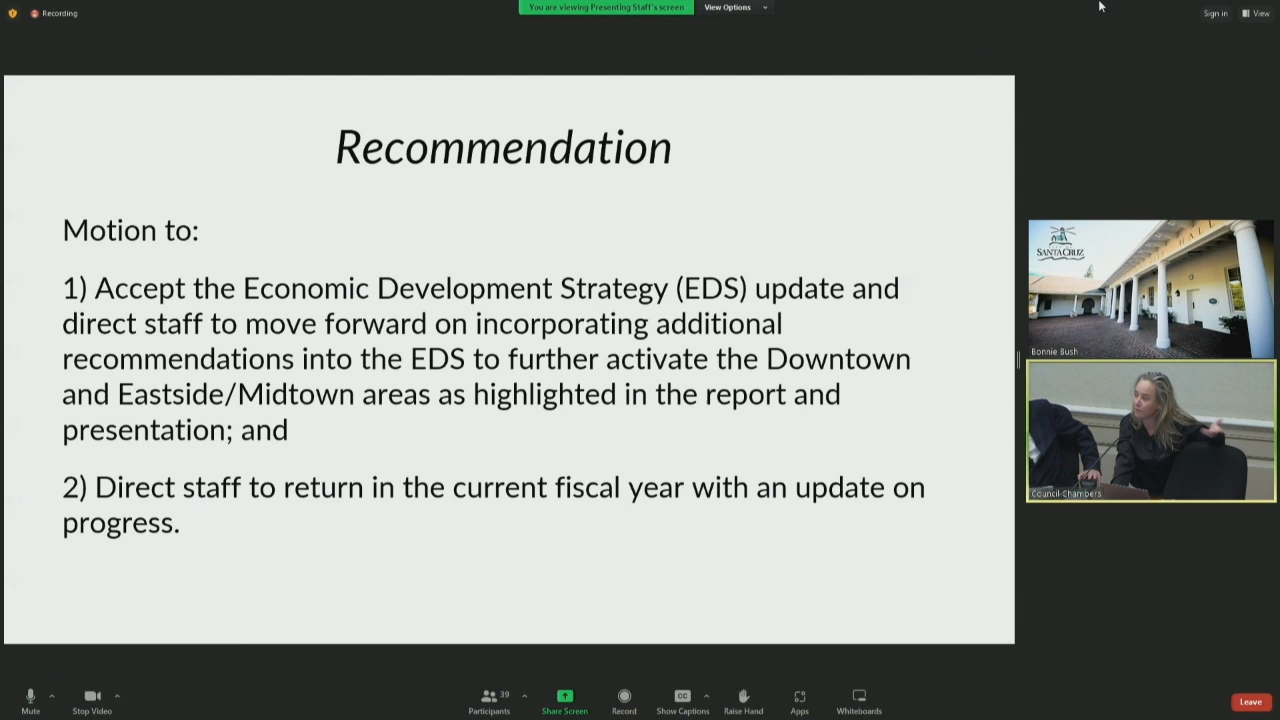 Recording
You are viewing Presenting Staff's screen
View Options
Sign in
View
Recommendation
Motion to:
1) Accept the Economic Development Strategy (EDS) update and
direct staff to move forward on incorporating additional
recommendations into the EDS to further activate the Downtown
and Eastside/Midtown areas as highlighted in the report and
presentation; and
2) Direct staff to return in the current fiscal year with an update on
progress.
SANTA CRUZ
HALL
Bonnie Bush
Council Chambers
Mute
Stop Video
Participants
39
Share Screen
Record
CC
Show Captions
Raise Hand
Apps
Whiteboards
Leave